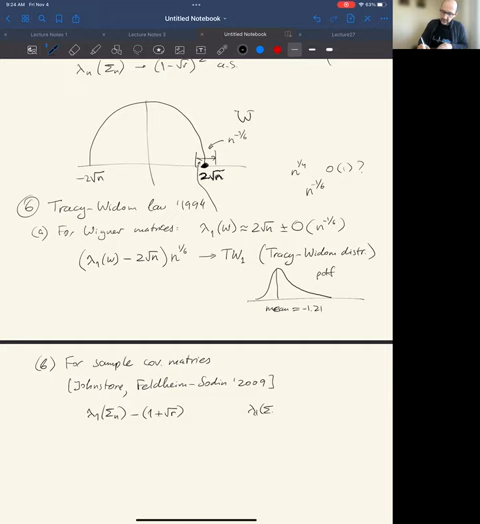 9:24 AM Fri Nov 4
63%
Untitled Notebook
Lecture Notes 1
Lecture Notes 3
Untitled Notebook
Lecture27
λₙ(Σₙ) → (1-√r)² a.s.
W
n^{-1/6}
-2√n
2√n
n^{1/4} O(1)?
n^{-1/6}
⑥ Tracy-Widom law '1994
(a) For Wigner matrices: λ₁(W) ≈ 2√n ± O(n^{-1/6})
(λ₁(W) - 2√n) n^{1/6} → TW₁ (Tracy-Widom distr.)
pdf
mean = -1.21
(b) For sample cov. matries
[Johnstone, Feldheim-Sodin '2009]
λ₁(Σₙ) - (1+√r)